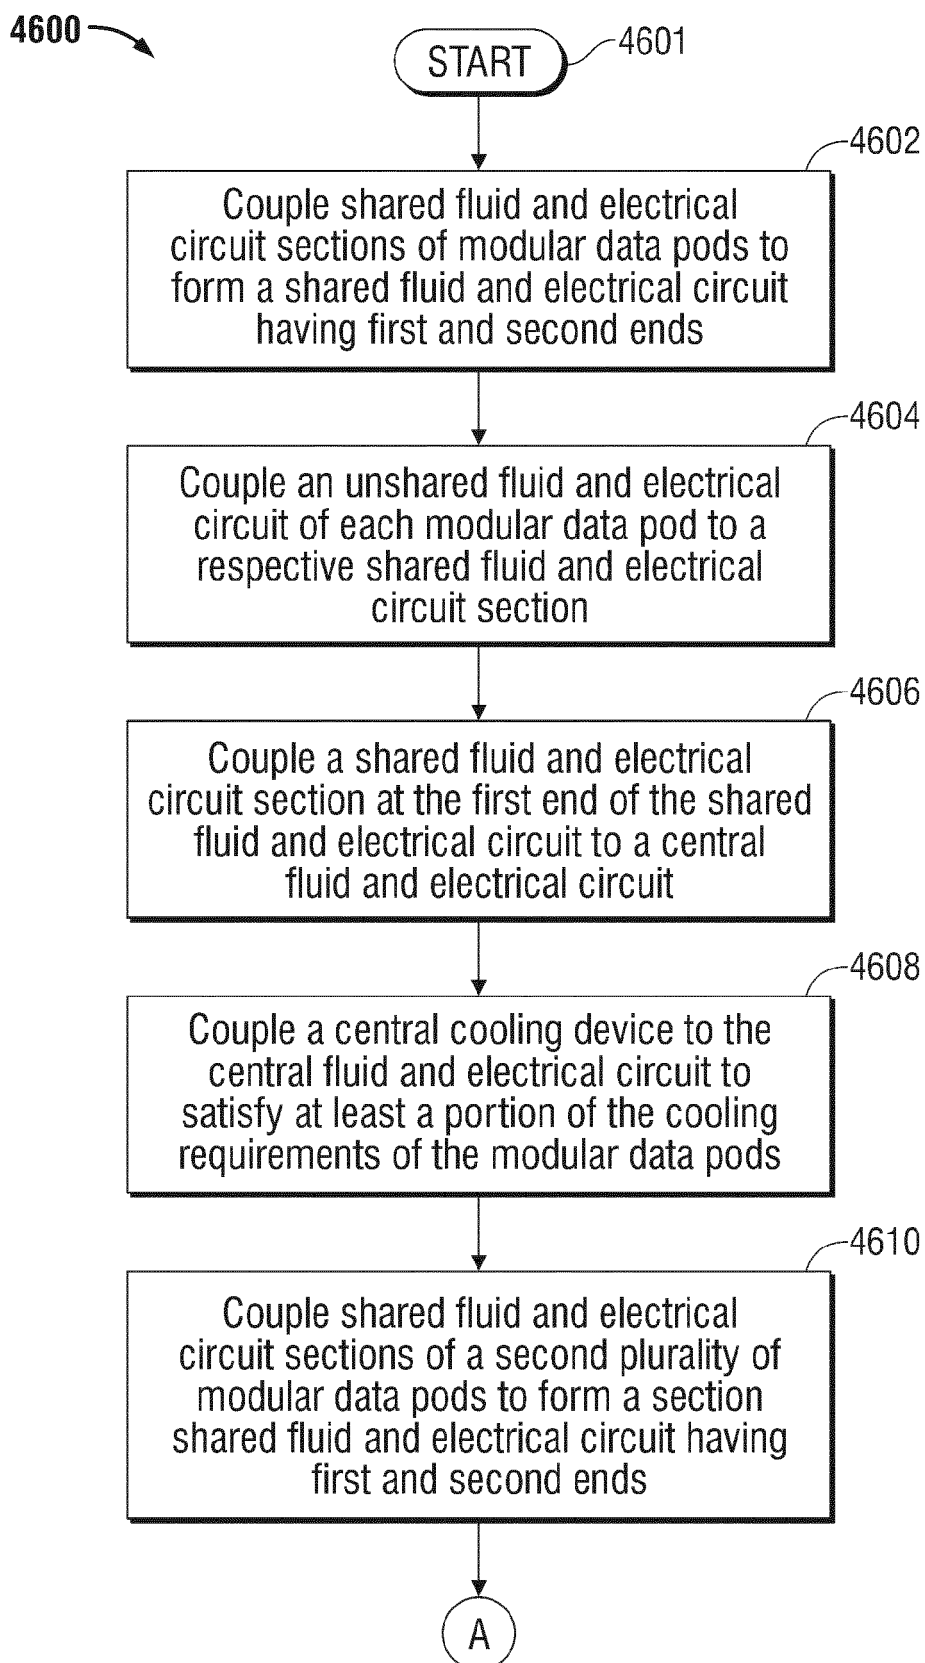 4600
START
4601
4602
Couple shared fluid and electrical
circuit sections of modular data pods to
form a shared fluid and electrical circuit
having first and second ends
4604
Couple an unshared fluid and electrical
circuit of each modular data pod to a
respective shared fluid and electrical
circuit section
4606
Couple a shared fluid and electrical
circuit section at the first end of the shared
fluid and electrical circuit to a central
fluid and electrical circuit
4608
Couple a central cooling device to the
central fluid and electrical circuit to
satisfy at least a portion of the cooling
requirements of the modular data pods
4610
Couple shared fluid and electrical
circuit sections of a second plurality of
modular data pods to form a section
shared fluid and electrical circuit having
first and second ends
A